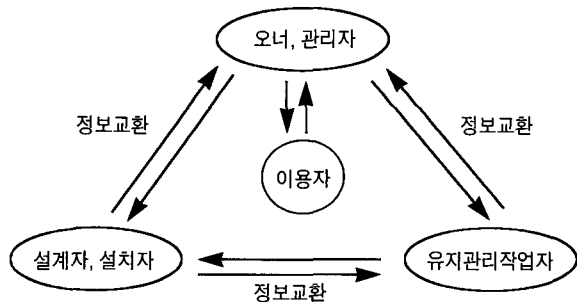 오너, 관리자
정보교환
정보교환
이용자
설계자, 설치자
유지관리작업자
정보교환